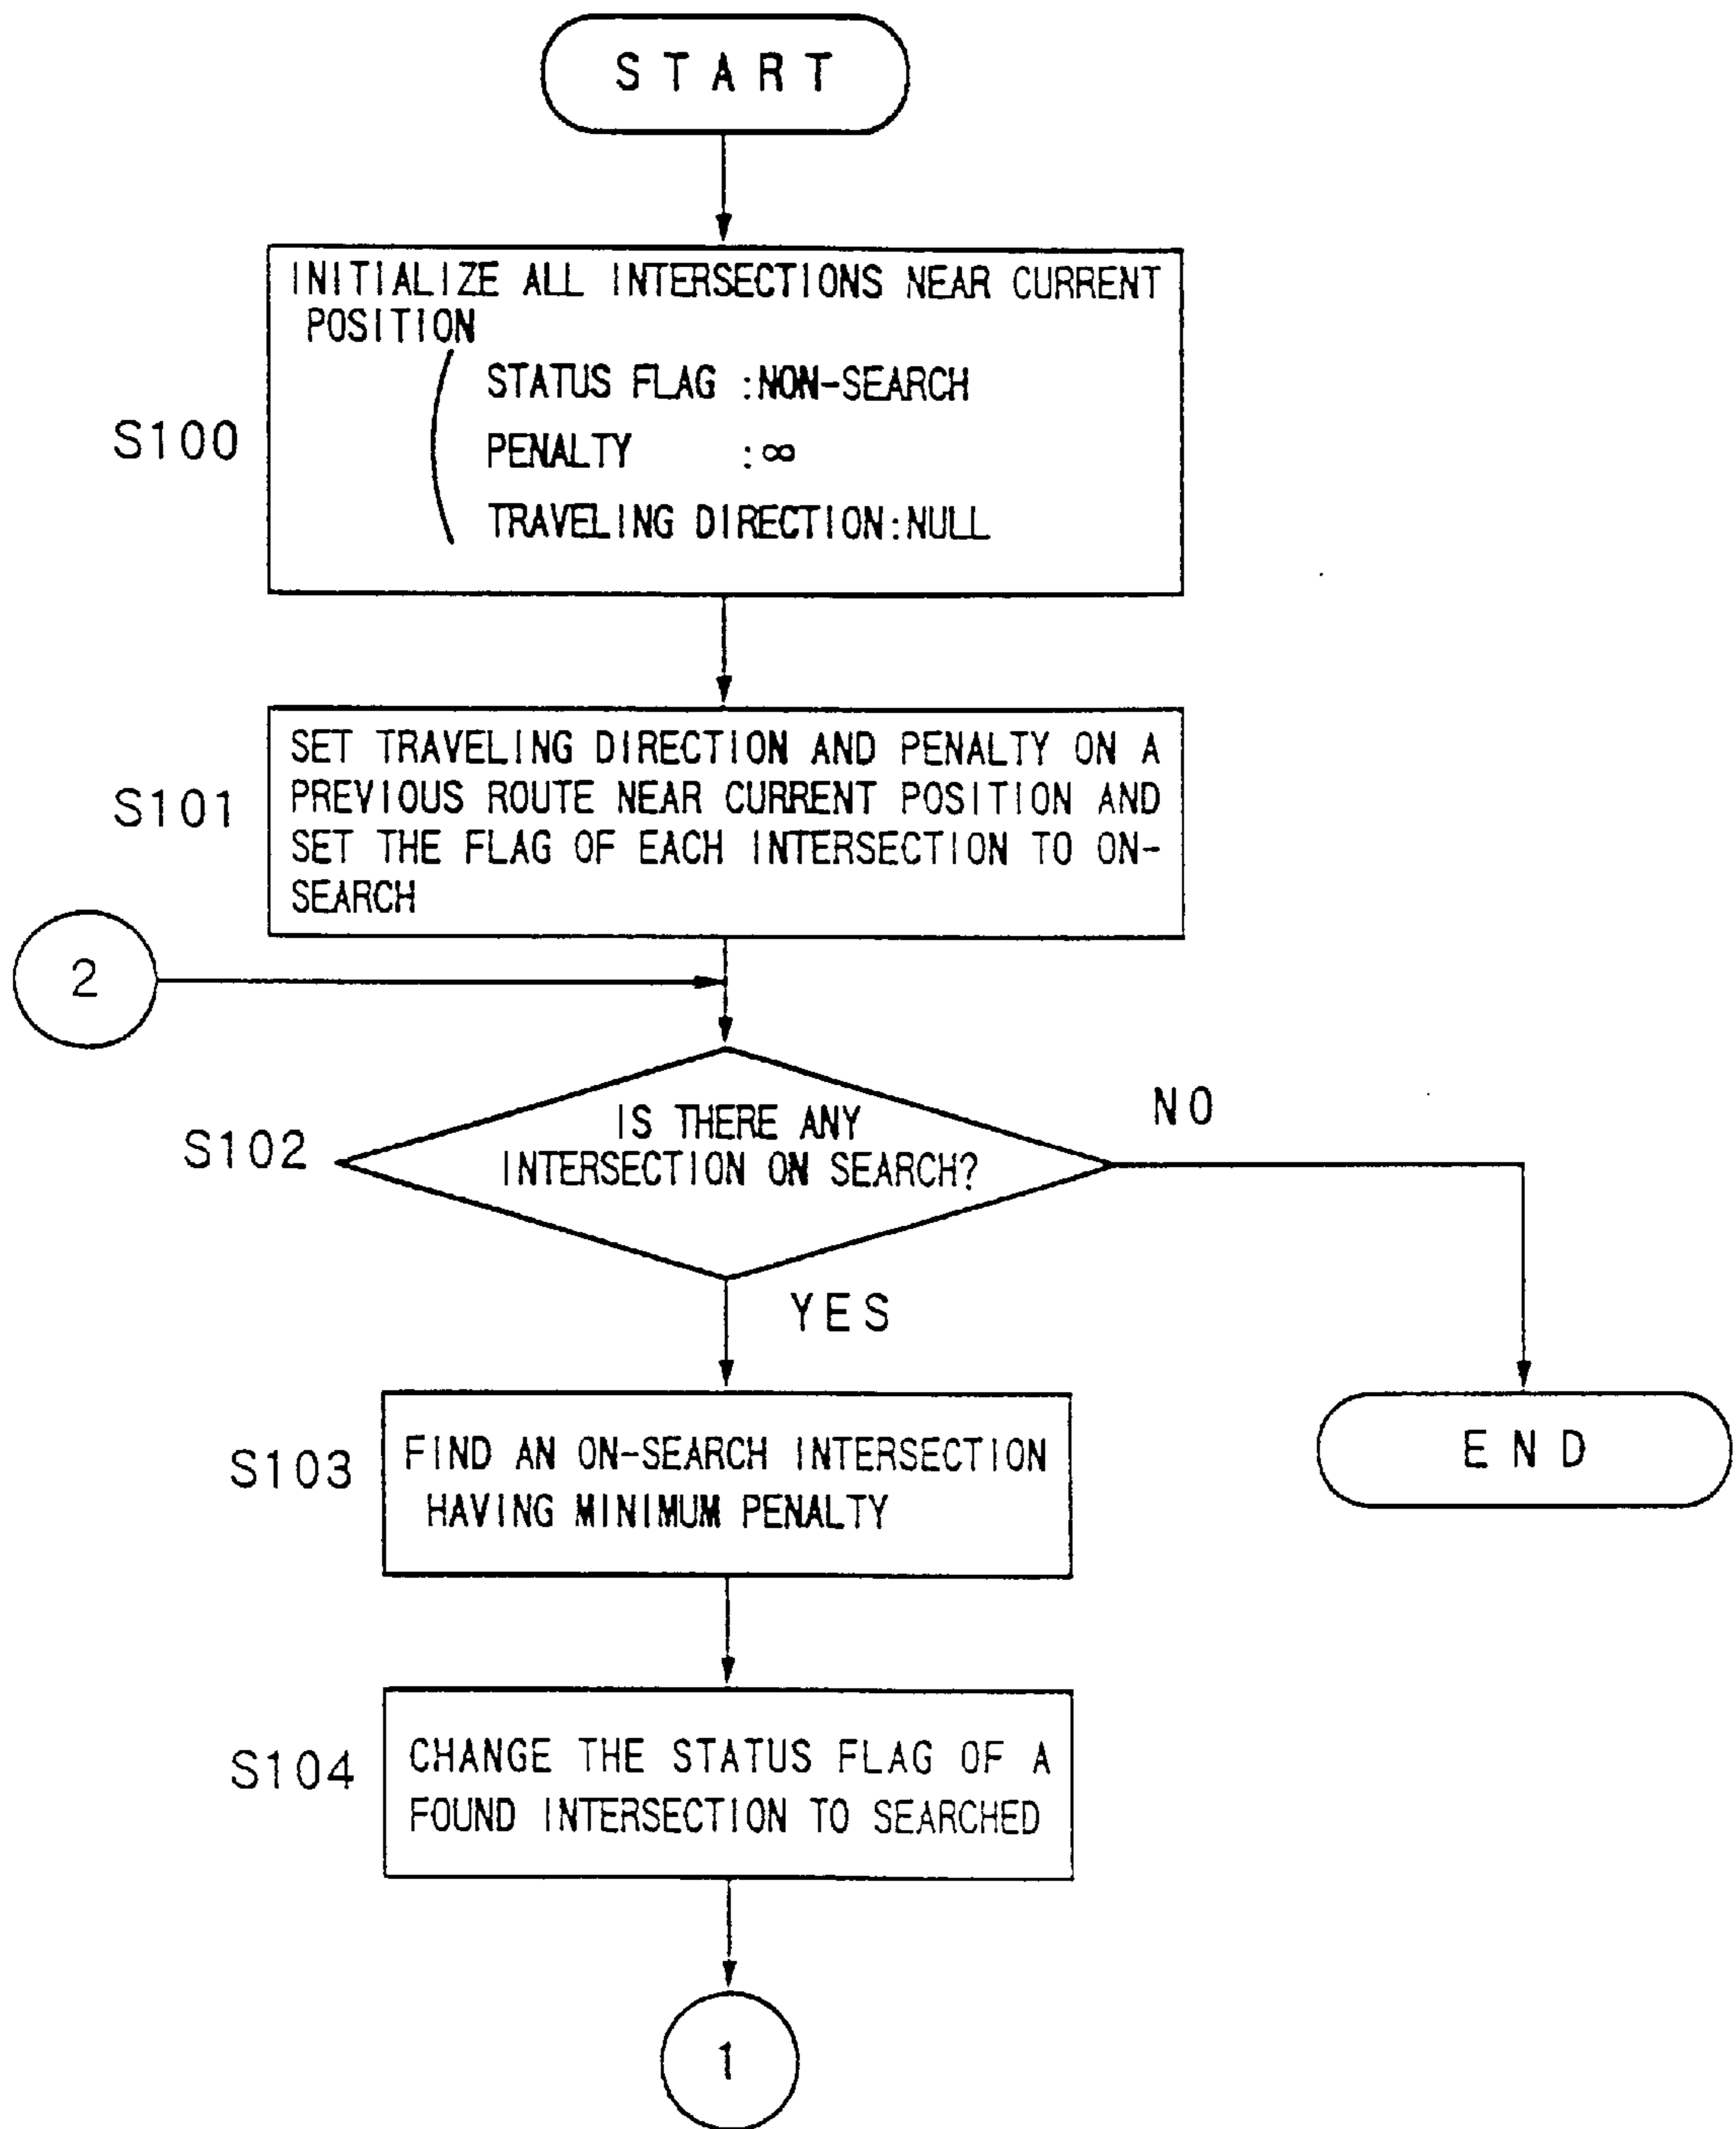 START
INITIALIZE ALL INTERSECTIONS NEAR CURRENT
POSITION
STATUS FLAG :NON-SEARCH
S100
PENALTY :∞
TRAVELING DIRECTION:NULL
SET TRAVELING DIRECTION AND PENALTY ON A
S101
PREVIOUS ROUTE NEAR CURRENT POSITION AND
SET THE FLAG OF EACH INTERSECTION TO ON-
SEARCH
2
S102
IS THERE ANY
INTERSECTION ON SEARCH?
NO
YES
S103
FIND AN ON-SEARCH INTERSECTION
HAVING MINIMUM PENALTY
END
S104
CHANGE THE STATUS FLAG OF A
FOUND INTERSECTION TO SEARCHED
1